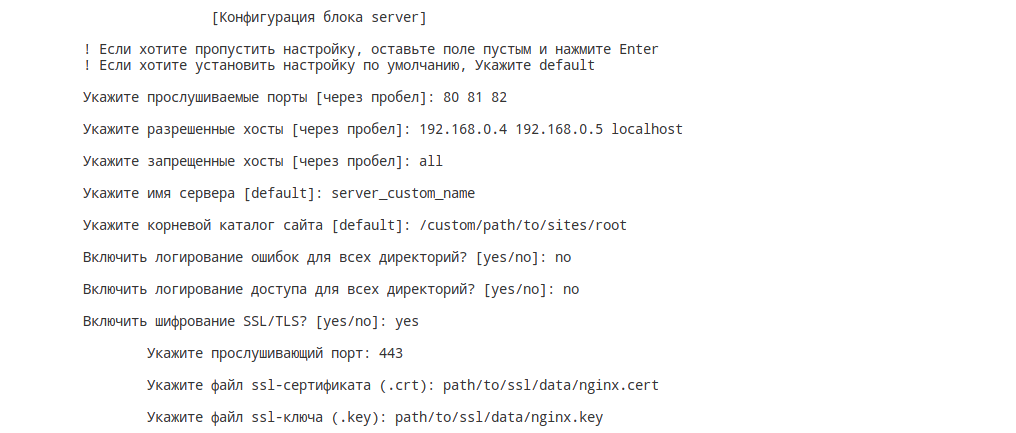 [Конфигурация блока server]
! Если хотите пропустить настройку, оставьте поле пустым и нажмите Enter
! Если хотите установить настройку по умолчанию, Укажите default
Укажите прослушиваемые порты [через пробел]: 80 81 82
Укажите разрешенные хосты [через пробел]: 192.168.0.4 192.168.0.5 localhost
Укажите запрещенные хосты [через пробел]: all
Укажите имя сервера [default]: server_custom_name
Укажите корневой каталог сайта [default]: /custom/path/to/sites/root
Включить логирование ошибок для всех директорий? [yes/no]: no
Включить логирование доступа для всех директорий? [yes/no]: no
Включить шифрование SSL/TLS? [yes/no]: yes
Укажите прослушивающий порт: 443
Укажите файл ssl-сертификата (.crt): path/to/ssl/data/nginx.cert
Укажите файл ssl-ключа (.key): path/to/ssl/data/nginx.key